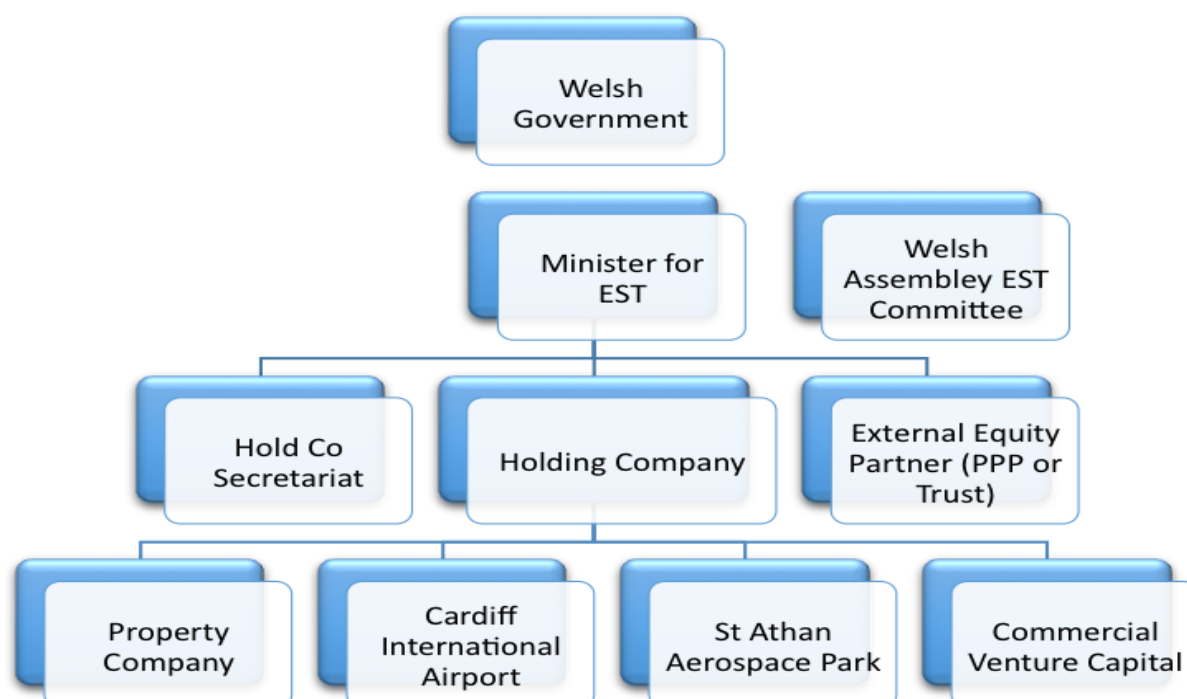 Welsh
Government
Minister for
EST
Welsh
Assembley EST
Committee
Hold Co
Secretariat
Holding Company
External Equity
Partner (PPP or
Trust)
Property
Company
Cardiff
International
Airport
St Athan
Aerospace Park
Commercial
Venture Capital